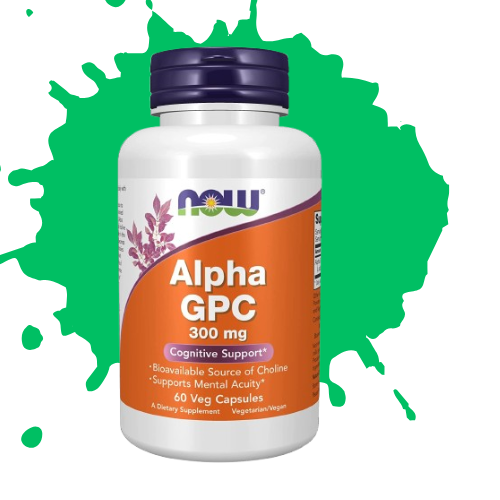 NOW®
Alpha
GPC
300 mg
Cognitive Support*
•Bioavailable Source of Choline
•Supports Mental Acuity*
60 Veg Capsules
A Dietary Supplement Vegetarian/Vegan